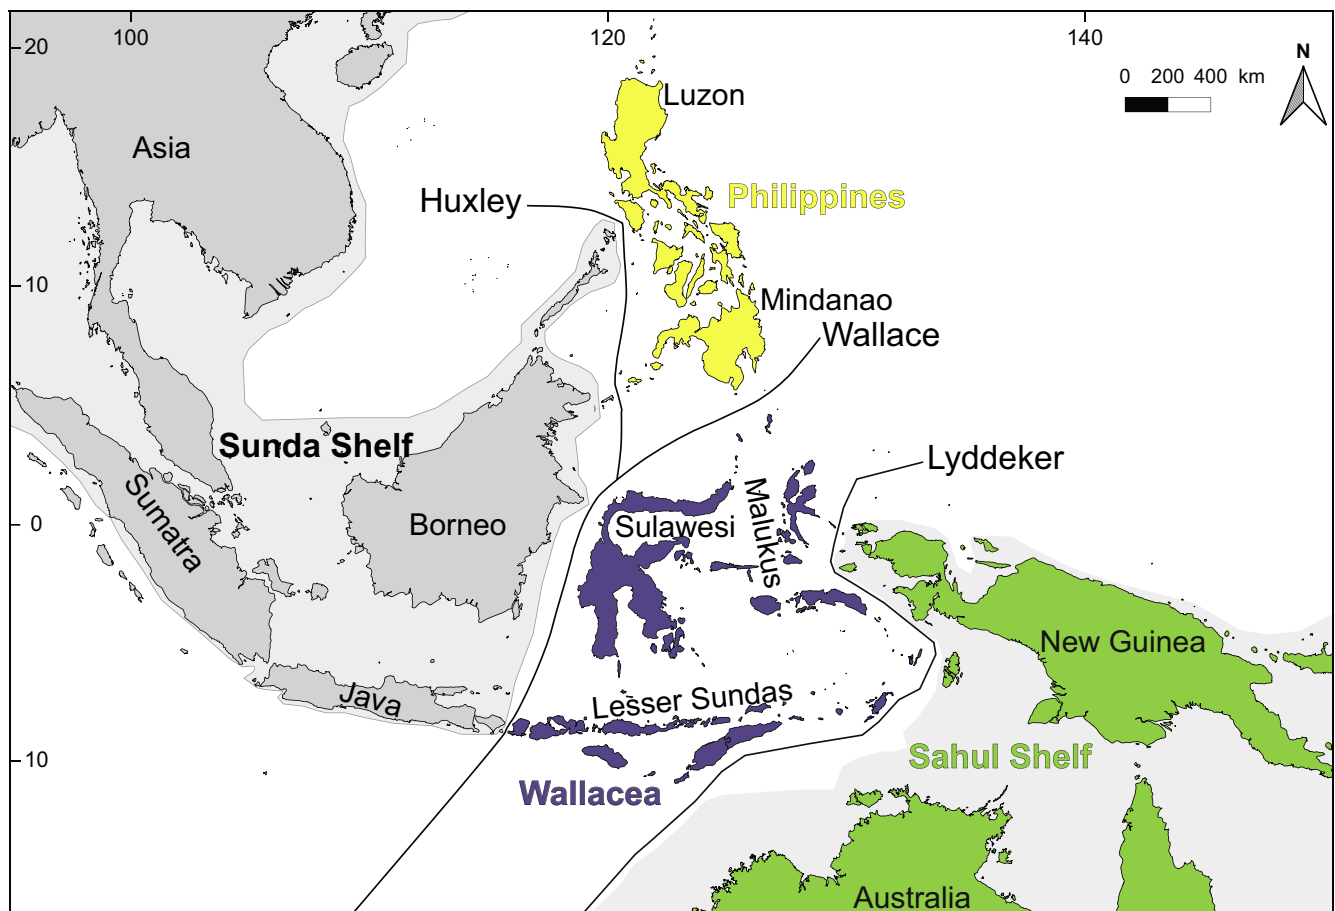 100
120
140
20
N
0 200 400 km
Luzon
Asia
Philippines
Huxley
10
Mindanao
Wallace
Sunda Shelf
Lyddeker
Sumatra
Malukus
0
Borneo
Sulawesi
New Guinea
Java
Lesser Sundas
10
Sahul Shelf
Wallacea
Australia